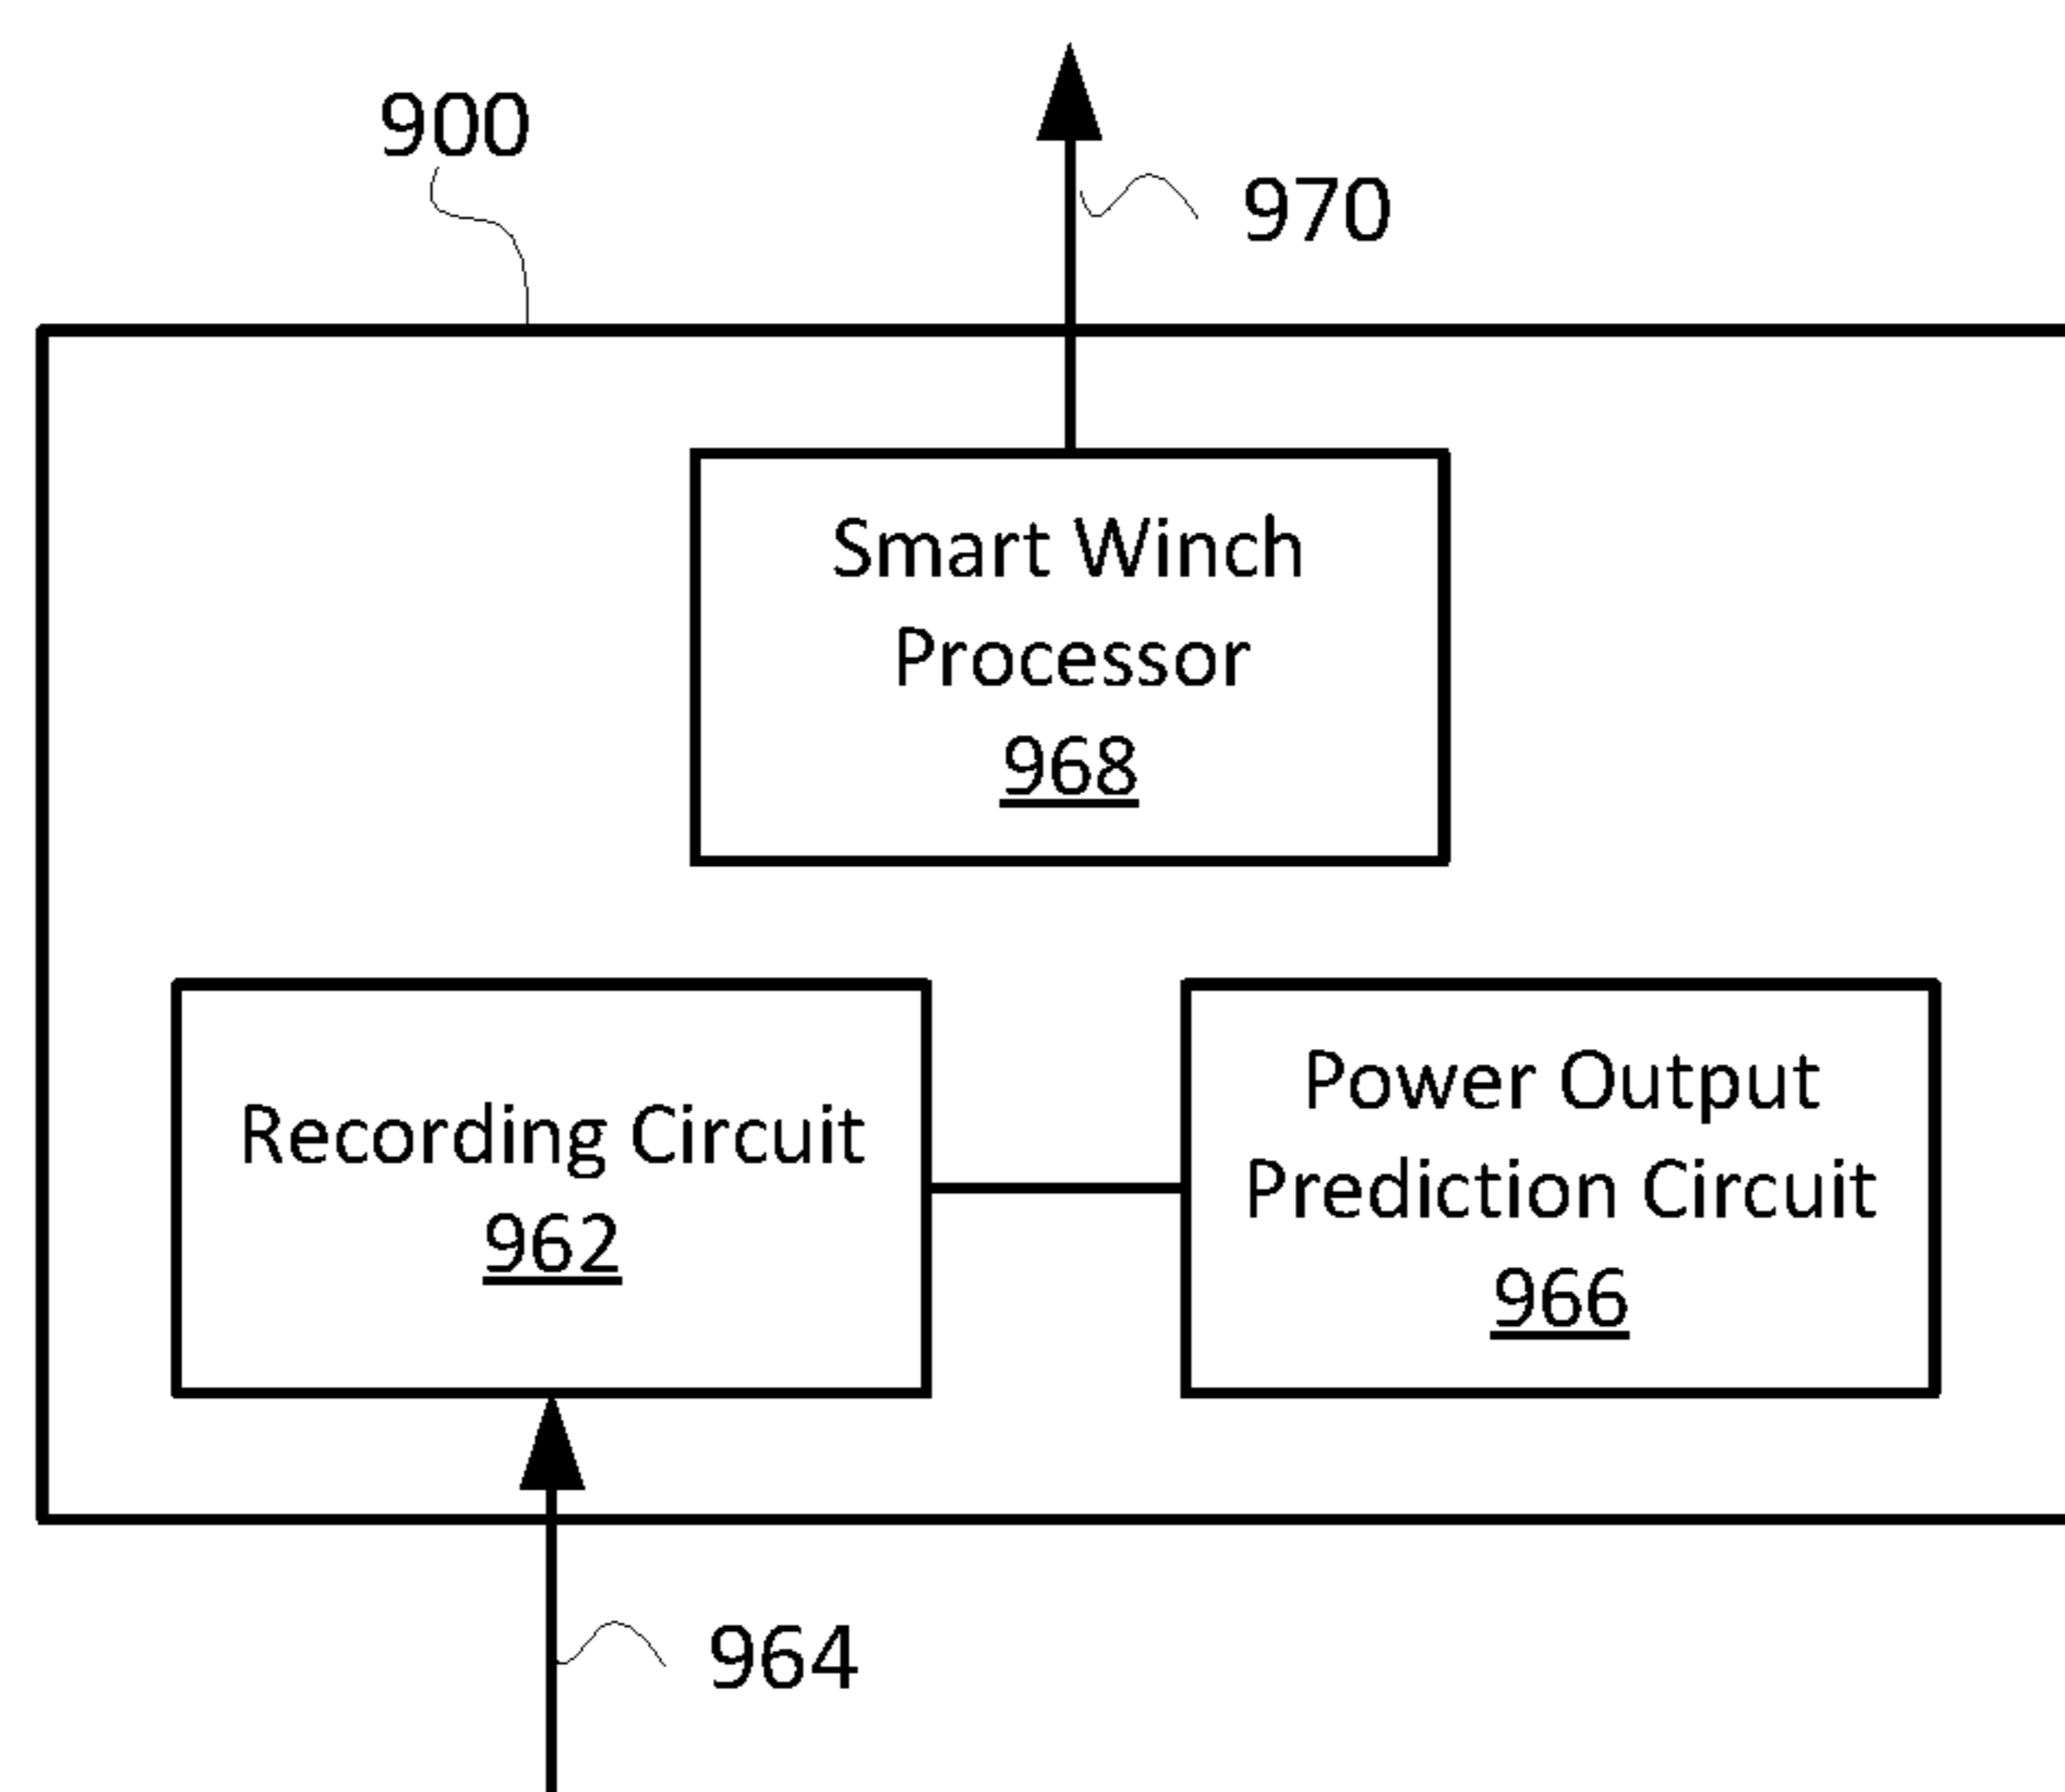 900
970
Smart Winch
Processor
968
Recording Circuit
962
Power Output
Prediction Circuit
966
964